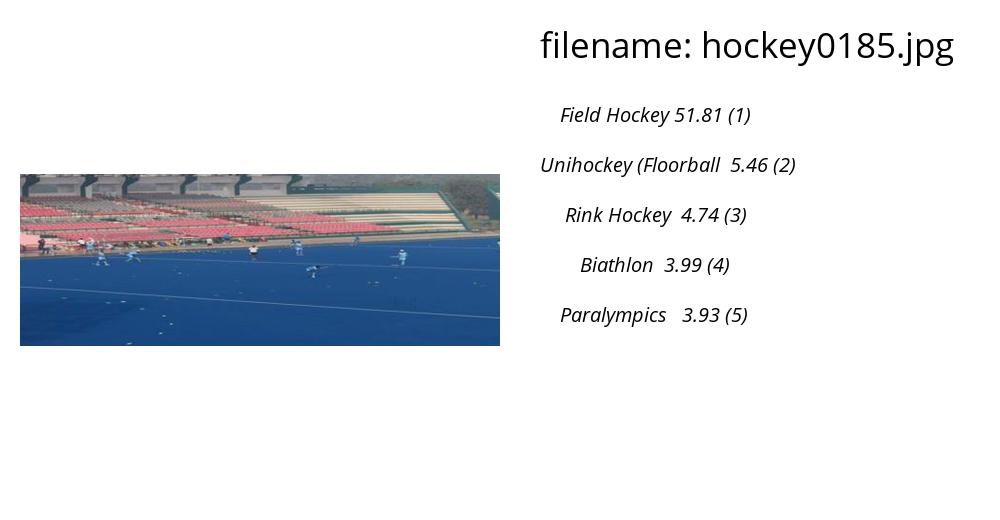 filename: hockey0185.jpg
Field Hockey 51.81 (1)
Unihockey (Floorball  5.46 (2)
Rink Hockey  4.74 (3)
Biathlon  3.99 (4)
Paralympics   3.93 (5)